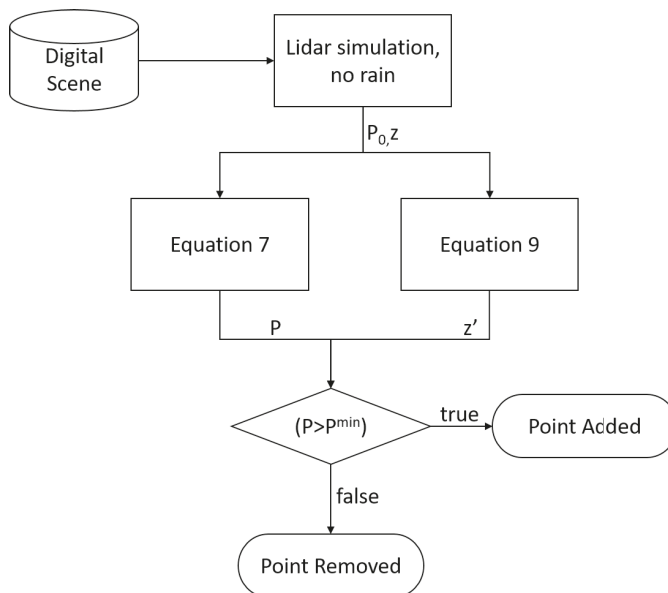 Digital
Scene
Lidar simulation,
no rain
P₀,z
Equation 7
Equation 9
P
z’
(P>Pᵐⁱⁿ)
true
Point Added
false
Point Removed